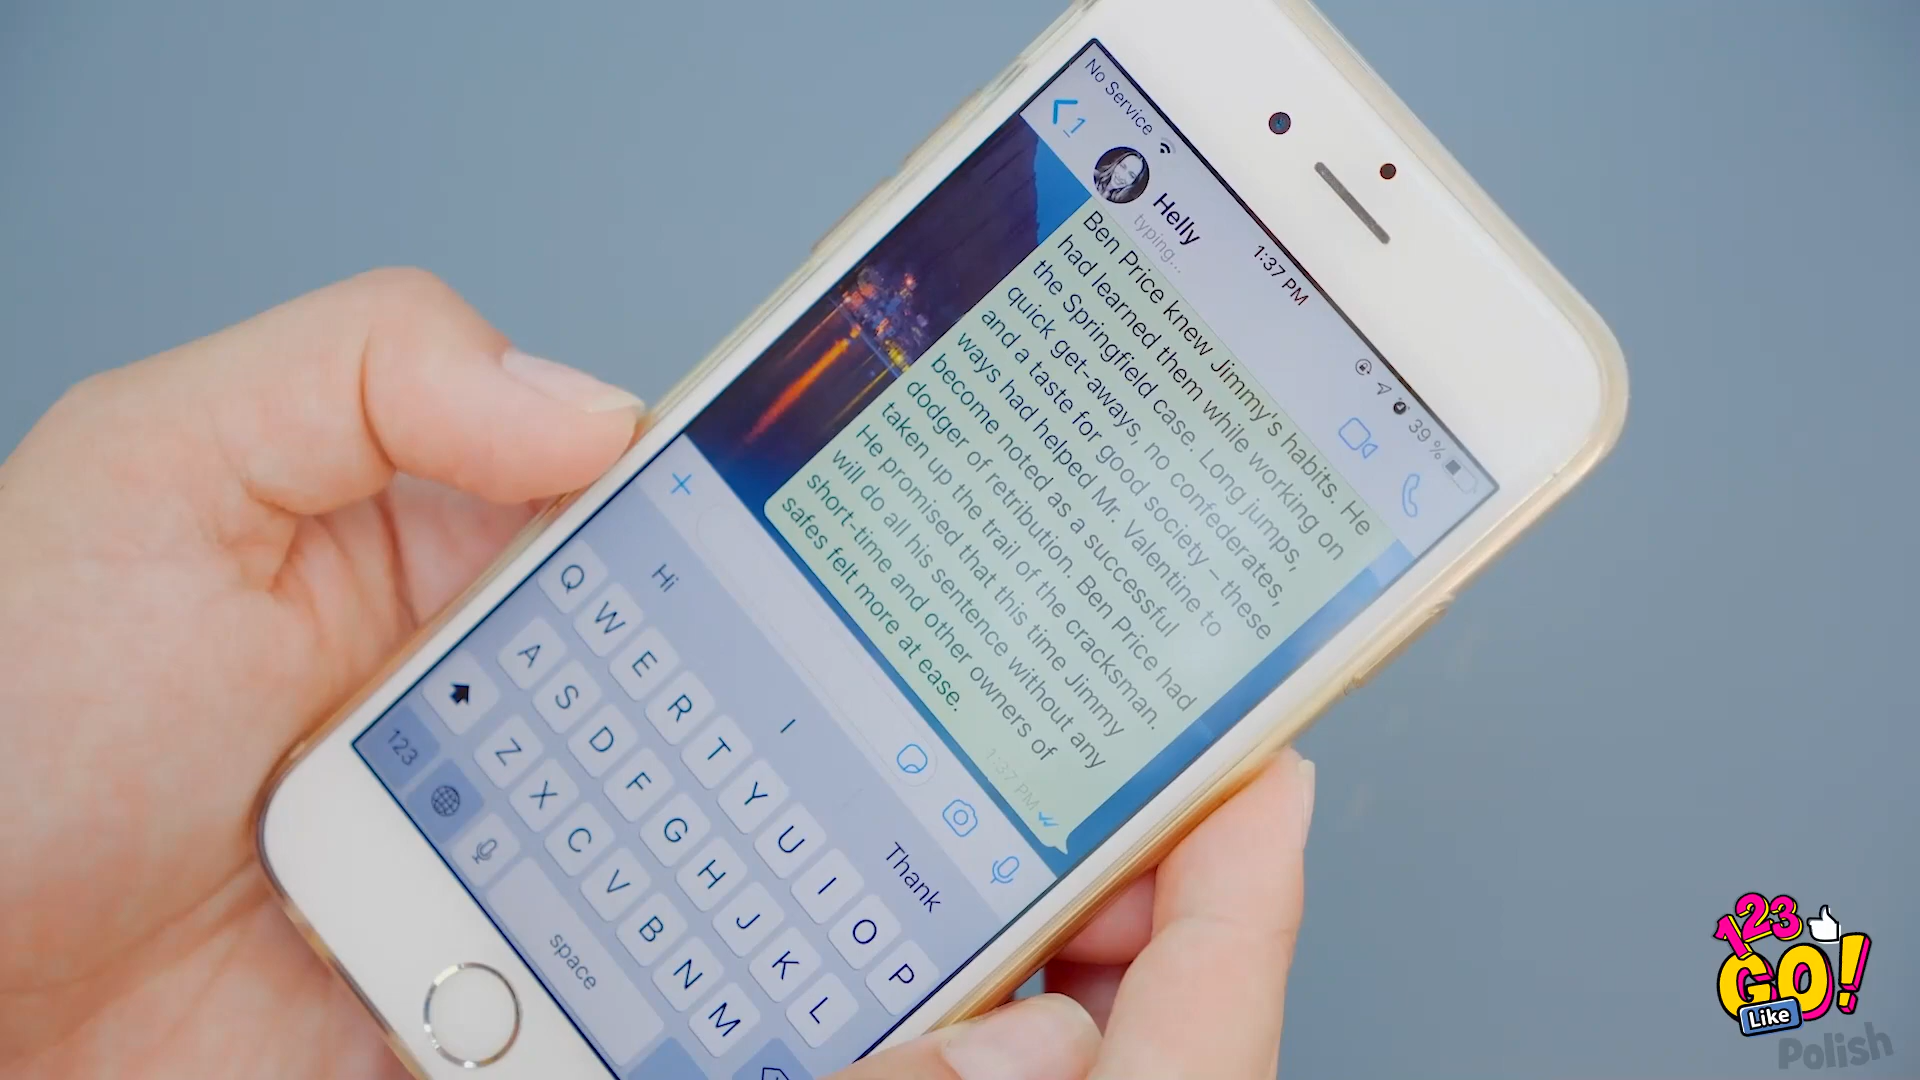 No Service
1:37 PM
39 %
1
Helly
typing...
Ben Price knew Jimmy's habits. He
had learned them while working on
the Springfield case. Long jumps,
quick get-aways, no confederates,
and a taste for good society – these
ways had helped Mr. Valentine to
become noted as a successful
dodger of retribution. Ben Price had
taken up the trail of the cracksman.
He promised that this time Jimmy
will do all his sentence without any
short-time and other owners of
safes felt more at ease.
1:37 PM
Hi
I
Thank
Q W E R T Y U I O P
A S D F G H J K L
Z X C V B N M
123
space
123
GO!
Like
Polish